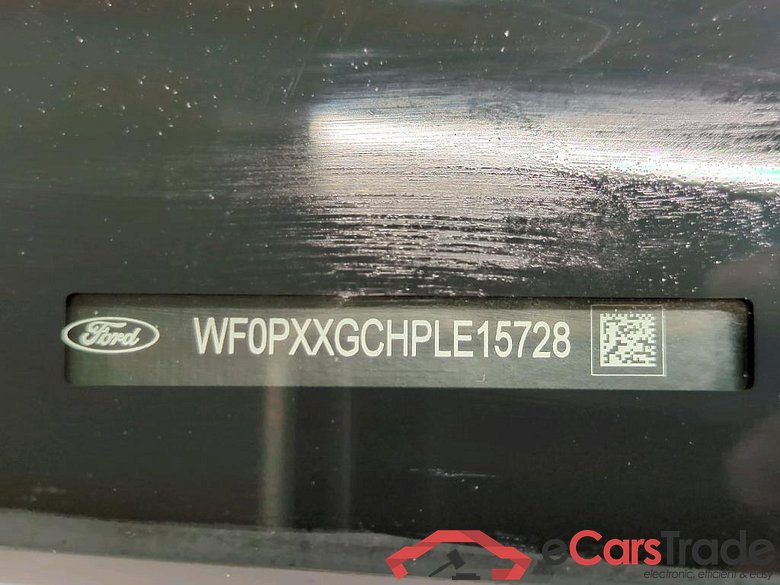 Ford WF0PXXGCHPLE15728
eCarsTrade
electronic, efficient & easy